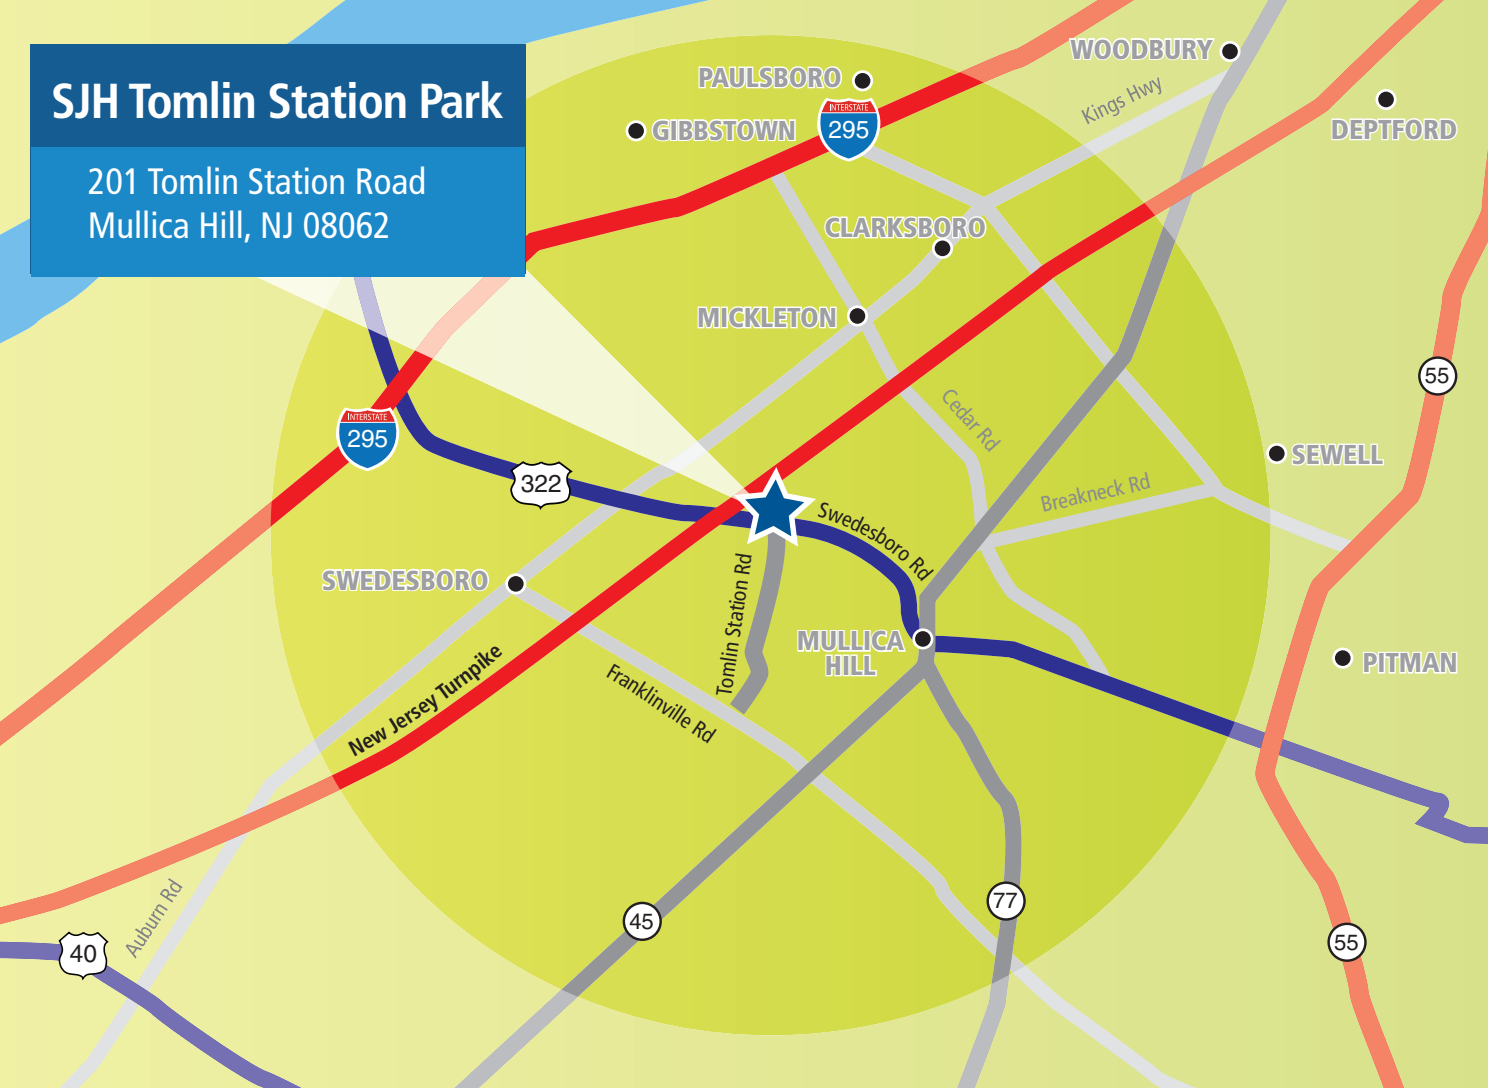 SJH Tomlin Station Park
201 Tomlin Station Road
Mullica Hill, NJ 08062
WOODBURY
PAULSBORO
Kings Hwy
DEPTFORD
GIBBSTOWN
INTERSTATE
295
CLARKSBORO
MICKLETON
55
Cedar Rd
INTERSTATE
295
SEWELL
322
Breakneck Rd
Swedesboro Rd
SWEDESBORO
Tomlin Station Rd
MULLICA
HILL
PITMAN
New Jersey Turnpike
Franklinville Rd
Auburn Rd
77
45
55
40